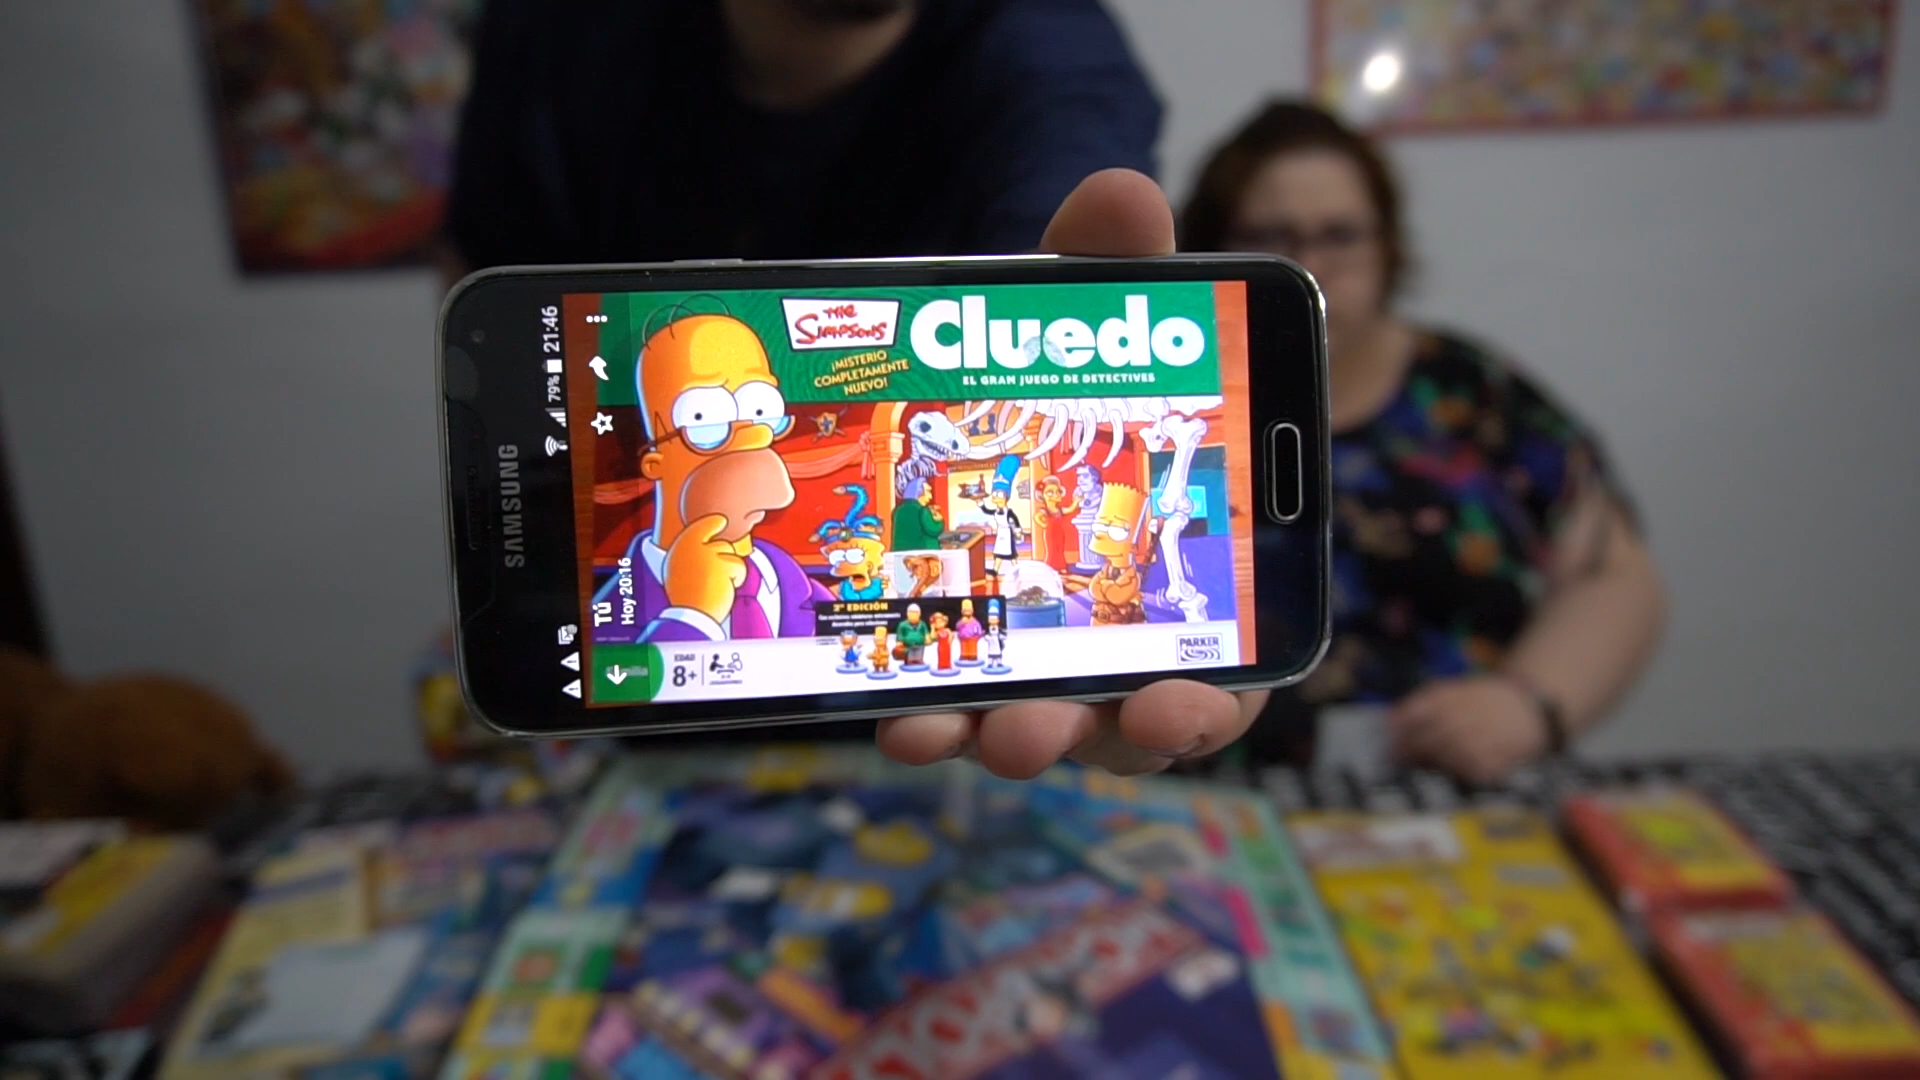 SAMSUNG
79% 21:46
Tú
Hoy 20:16
THE
SIMPSONS
¡MISTERIO
COMPLETAMENTE
NUEVO!
Cluedo
EL GRAN JUEGO DE DETECTIVES
2ª EDICIÓN
EDAD
8+
PARKER